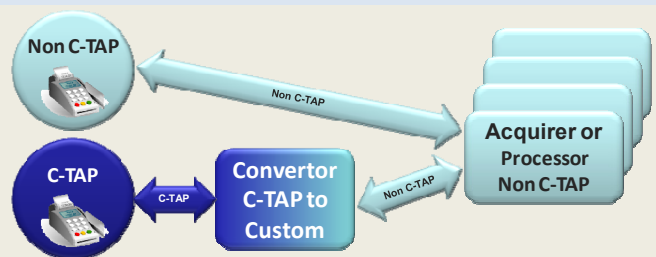 Non C-TAP
Non C-TAP
Acquirer or
Processor
Non C-TAP
C-TAP
C-TAP
Convertor
C-TAP to
Custom
Non C-TAP